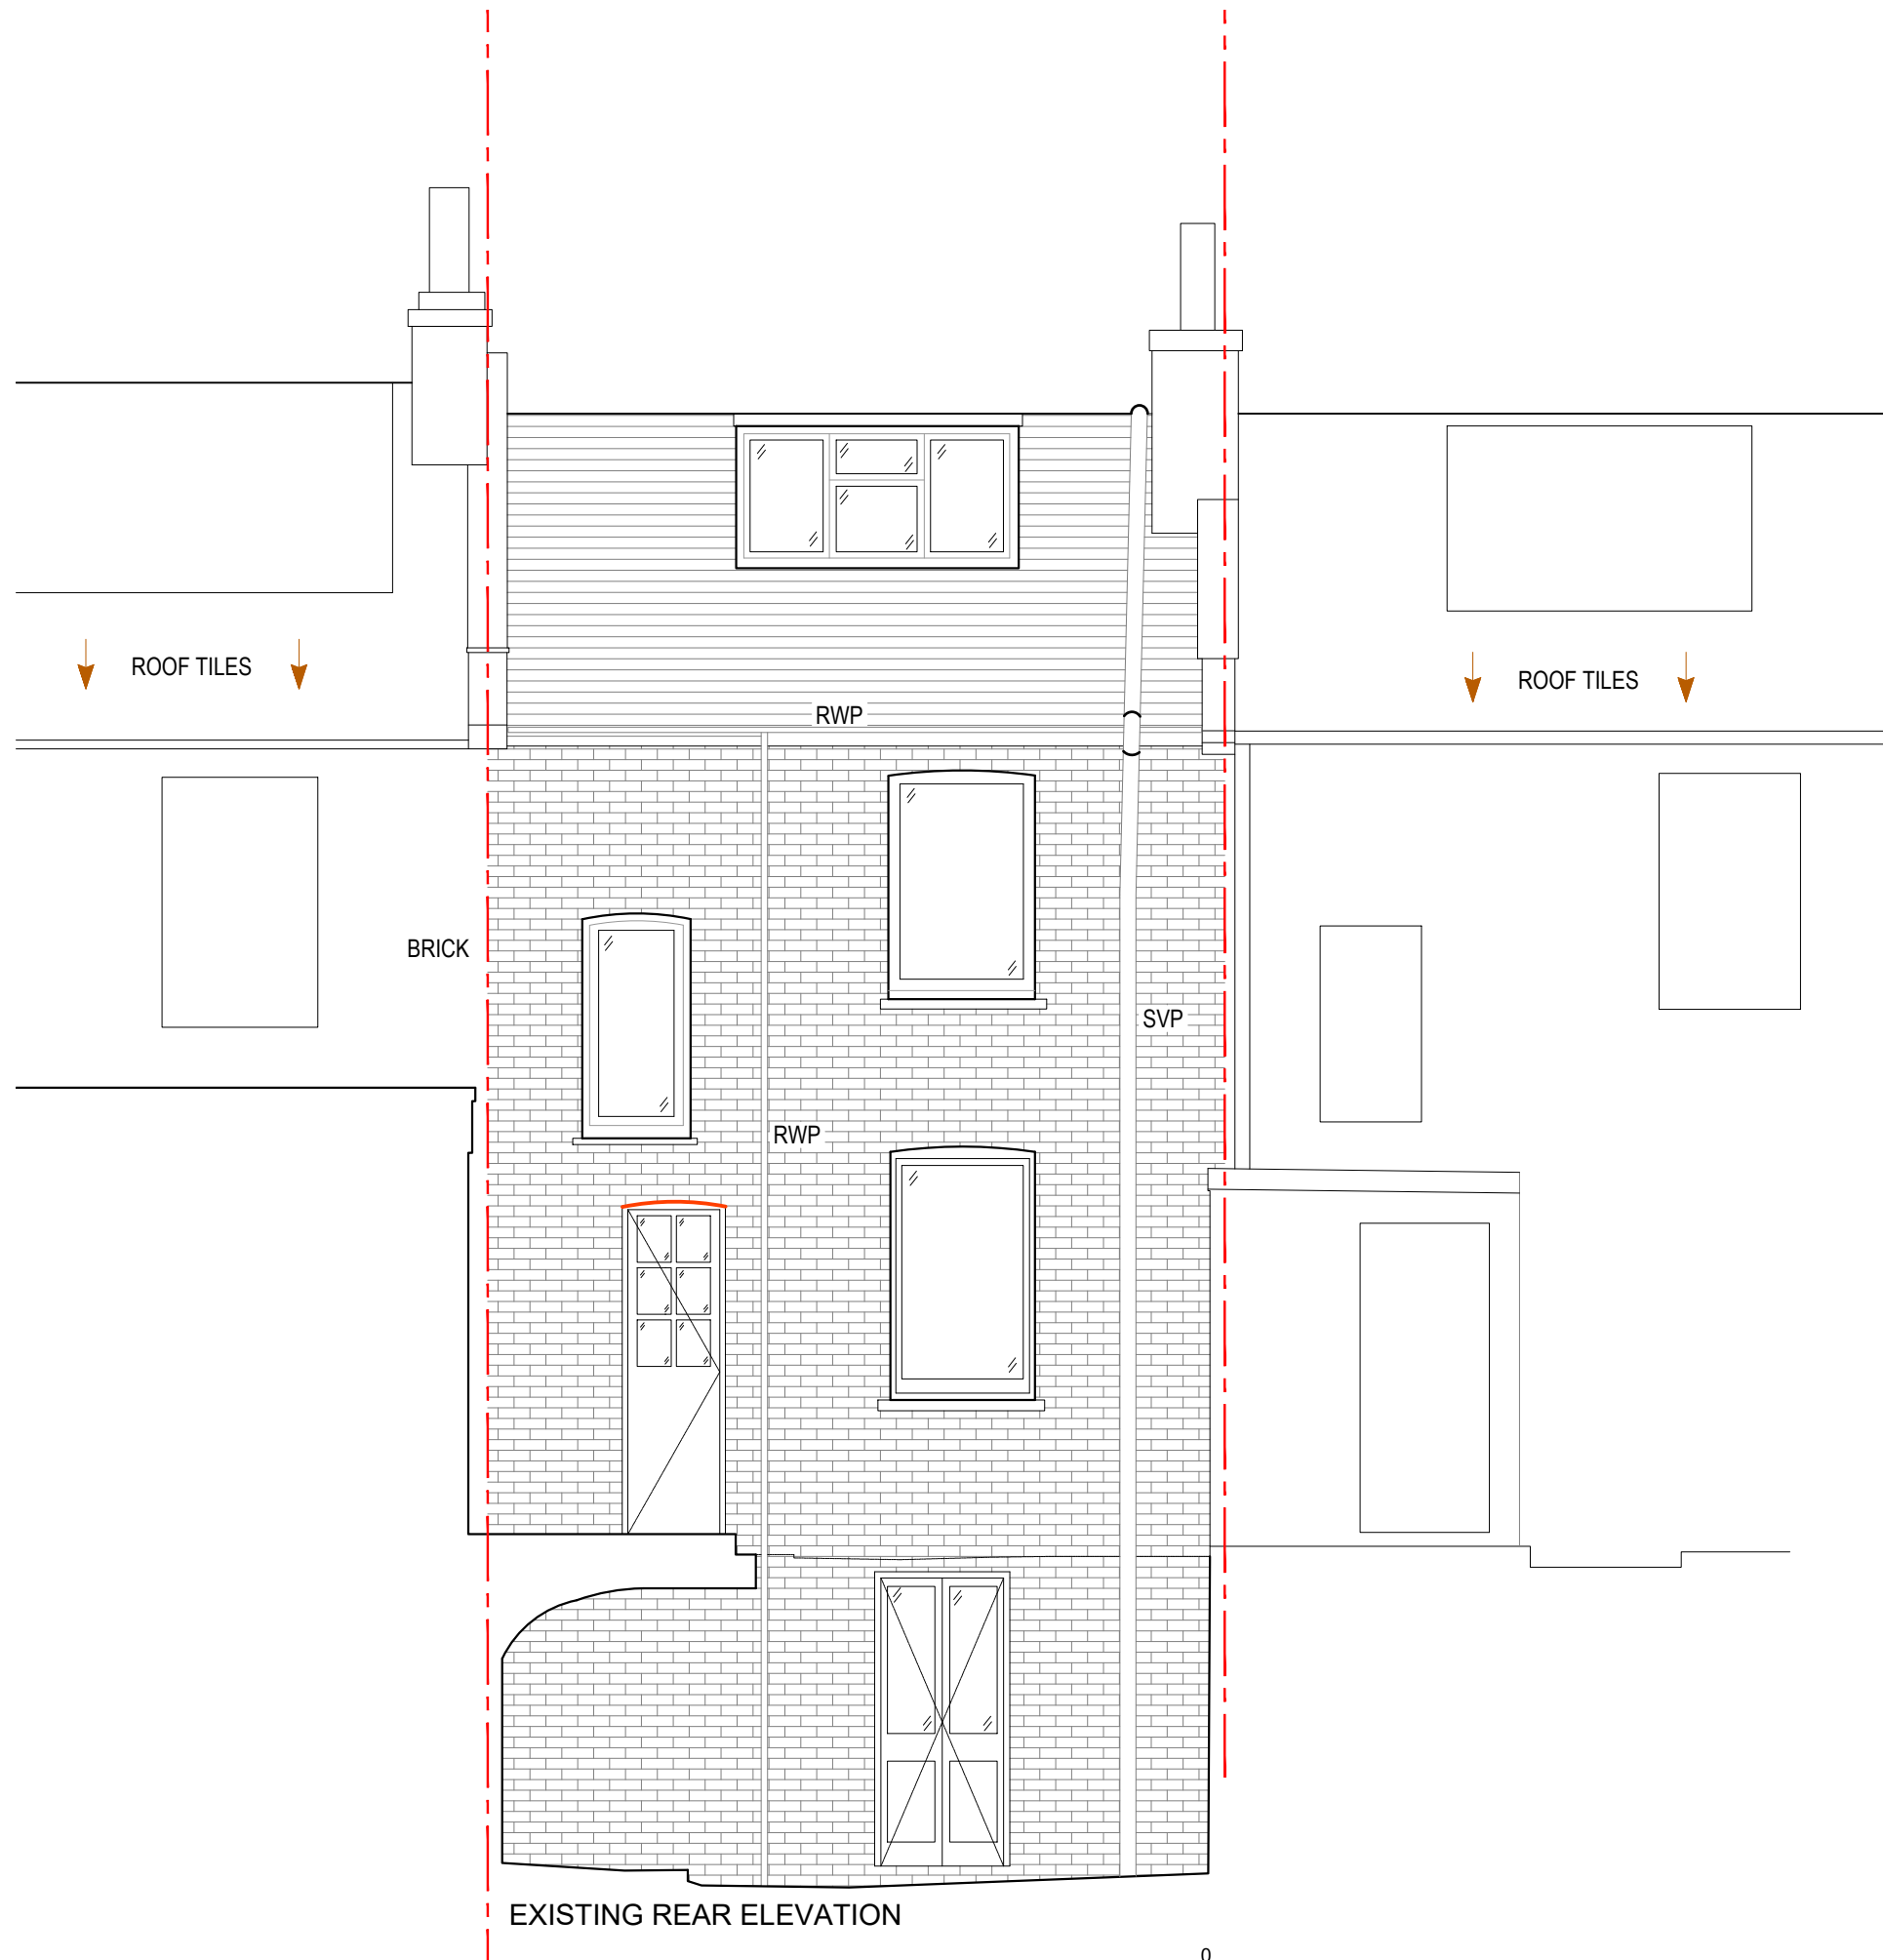 ROOF TILES
ROOF TILES
RWP
BRICK
SVP
RWP
EXISTING REAR ELEVATION
0